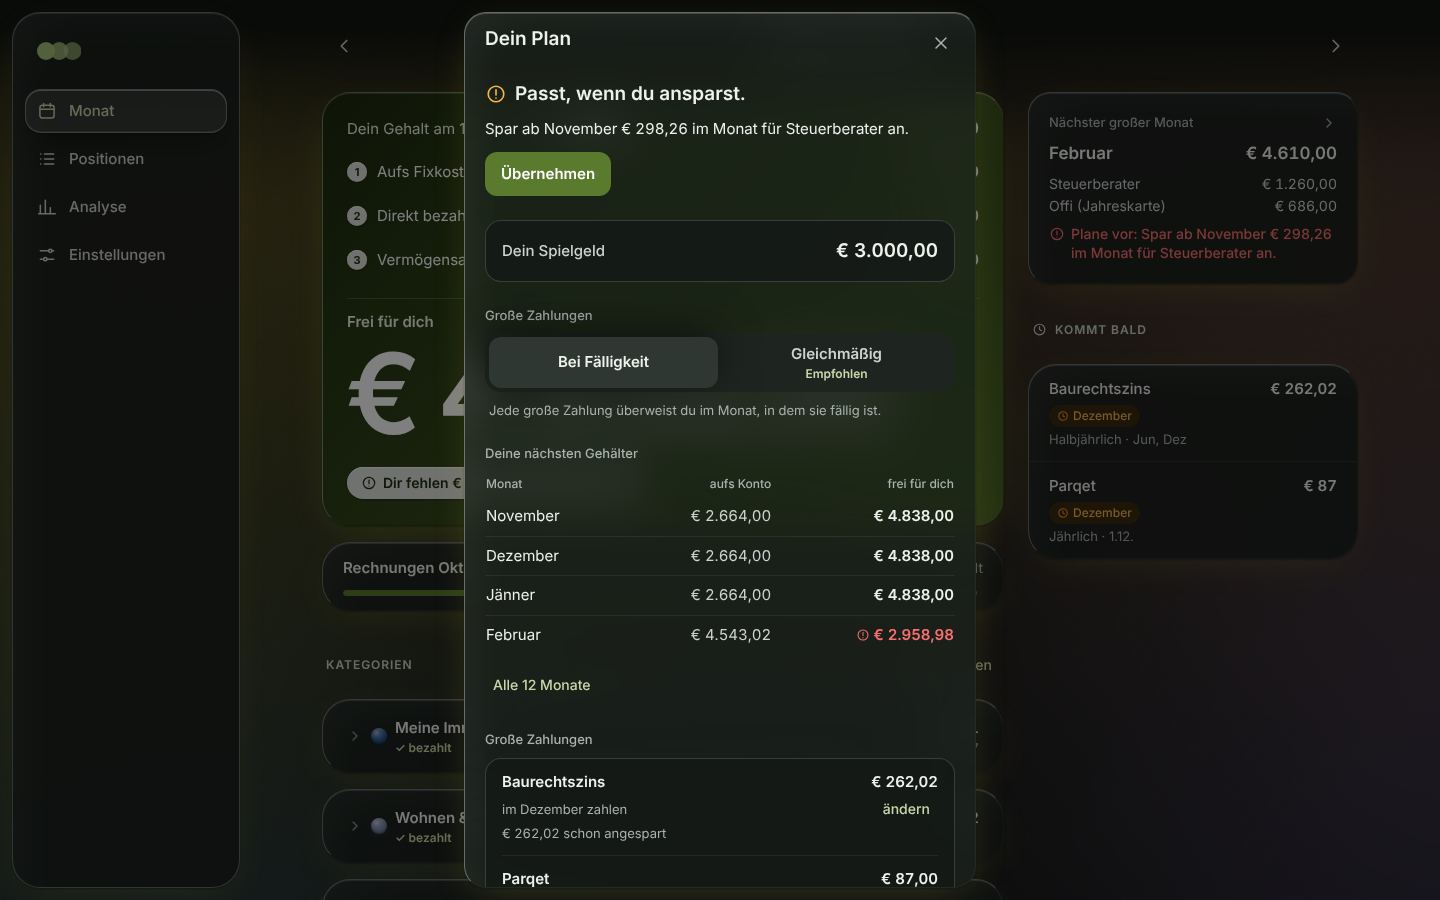 Monat
Positionen
Analyse
Einstellungen
Dein Gehalt am 1
1 Aufs Fixkost
2 Direkt bezah
3 Vermögensa
Frei für dich
€ 4
Dir fehlen €
Rechnungen Okt
KATEGORIEN
Meine Im
✓ bezahlt
Wohnen &
✓ bezahlt
Dein Plan
Passt, wenn du ansparst.
Spar ab November € 298,26 im Monat für Steuerberater an.
Übernehmen
Dein Spielgeld € 3.000,00
Große Zahlungen
Bei Fälligkeit
Gleichmäßig
Empfohlen
Jede große Zahlung überweist du im Monat, in dem sie fällig ist.
Deine nächsten Gehälter
Monat aufs Konto frei für dich
November € 2.664,00 € 4.838,00
Dezember € 2.664,00 € 4.838,00
Jänner € 2.664,00 € 4.838,00
Februar € 4.543,02 € 2.958,98
Alle 12 Monate
Große Zahlungen
Baurechtszins € 262,02
im Dezember zahlen ändern
€ 262,02 schon angespart
Parqet € 87,00
en
Nächster großer Monat
Februar € 4.610,00
Steuerberater € 1.260,00
Offi (Jahreskarte) € 686,00
Plane vor: Spar ab November € 298,26
im Monat für Steuerberater an.
KOMMT BALD
Baurechtszins € 262,02
Dezember
Halbjährlich · Jun, Dez
Parqet € 87
Dezember
Jährlich · 1.12.